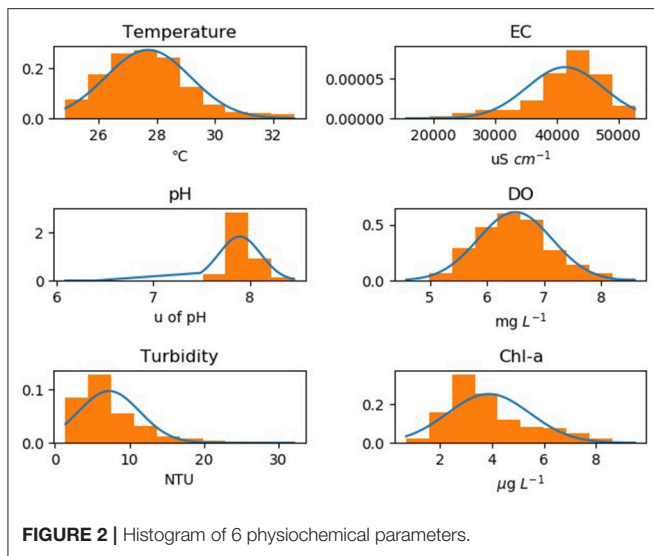 Temperature
0.2
0.0
26 28 30 32
°C
EC
0.00005
0.00000
20000 30000 40000 50000
uS cm⁻¹
pH
2
0
6 7 8
u of pH
DO
0.5
0.0
5 6 7 8
mg L⁻¹
Turbidity
0.1
0.0
0 10 20 30
NTU
Chl-a
0.2
0.0
2 4 6 8
μg L⁻¹
FIGURE 2 | Histogram of 6 physiochemical parameters.